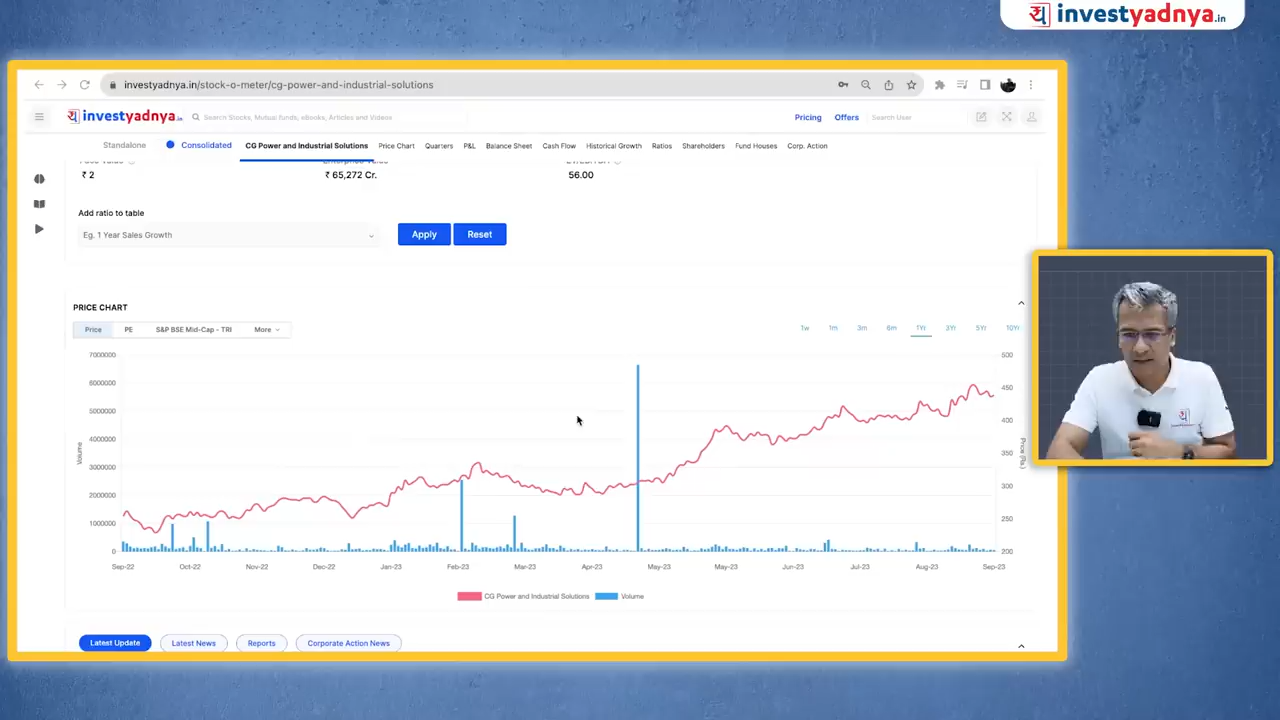 investyadnya.in
investyadnya.in/stock-o-meter/cg-power-and-industrial-solutions
investyadnya.in
Search Stocks, Mutual funds, eBooks, Articles and Videos
Pricing
Offers
Search User
Standalone
Consolidated
CG Power and Industrial Solutions
Price Chart
Quarters
P&L
Balance Sheet
Cash Flow
Historical Growth
Ratios
Shareholders
Fund Houses
Corp. Action
₹ 2
₹ 65,272 Cr.
56.00
Add ratio to table
Eg. 1 Year Sales Growth
Apply
Reset
PRICE CHART
Price
PE
S&P BSE Mid-Cap - TRI
More
1w
1m
3m
6m
1Yr
3Yr
5Yr
10Yr
7000000
6000000
5000000
4000000
3000000
2000000
1000000
0
Volume
500
450
400
350
300
250
200
Price (Rs.)
Sep-22
Oct-22
Nov-22
Dec-22
Jan-23
Feb-23
Mar-23
Apr-23
May-23
May-23
Jun-23
Jul-23
Aug-23
Sep-23
CG Power and Industrial Solutions
Volume
Latest Update
Latest News
Reports
Corporate Action News